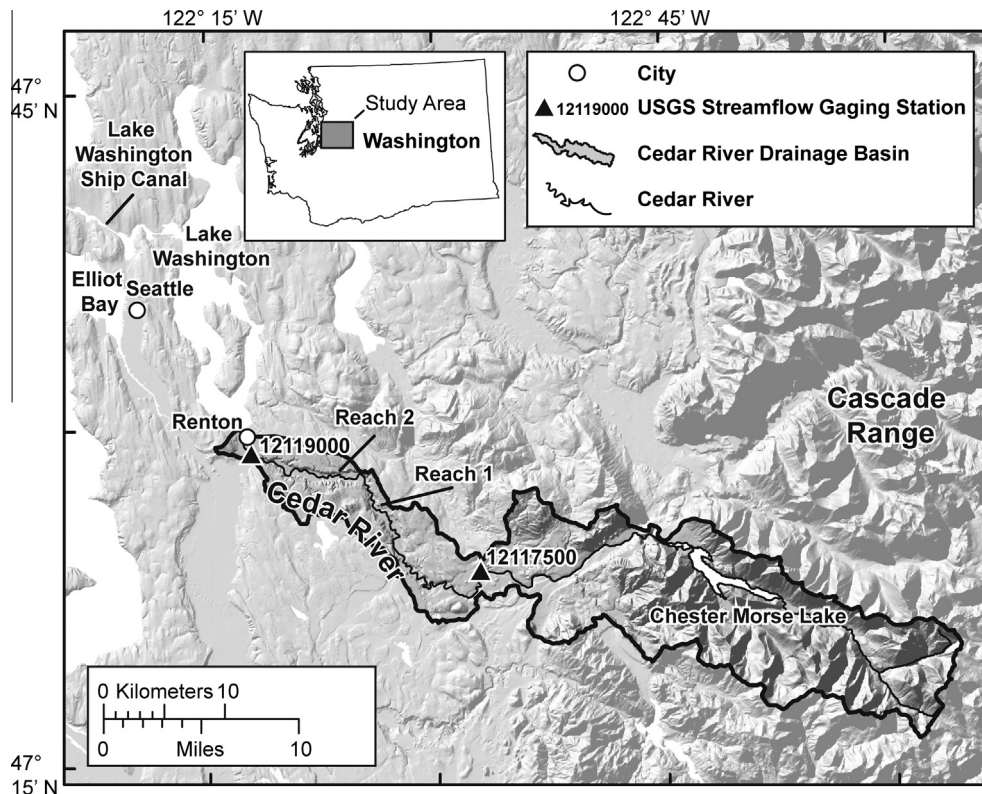 122° 15' W
122° 45' W
47°
45' N
Study Area
Washington
City
12119000 USGS Streamflow Gaging Station
Cedar River Drainage Basin
Cedar River
Lake
Washington
Ship Canal
Lake
Washington
Elliot
Bay
Seattle
Cascade
Range
Renton
12119000
Reach 2
Reach 1
Cedar River
12117500
Chester Morse Lake
0 Kilometers 10
0 Miles 10
47°
15' N